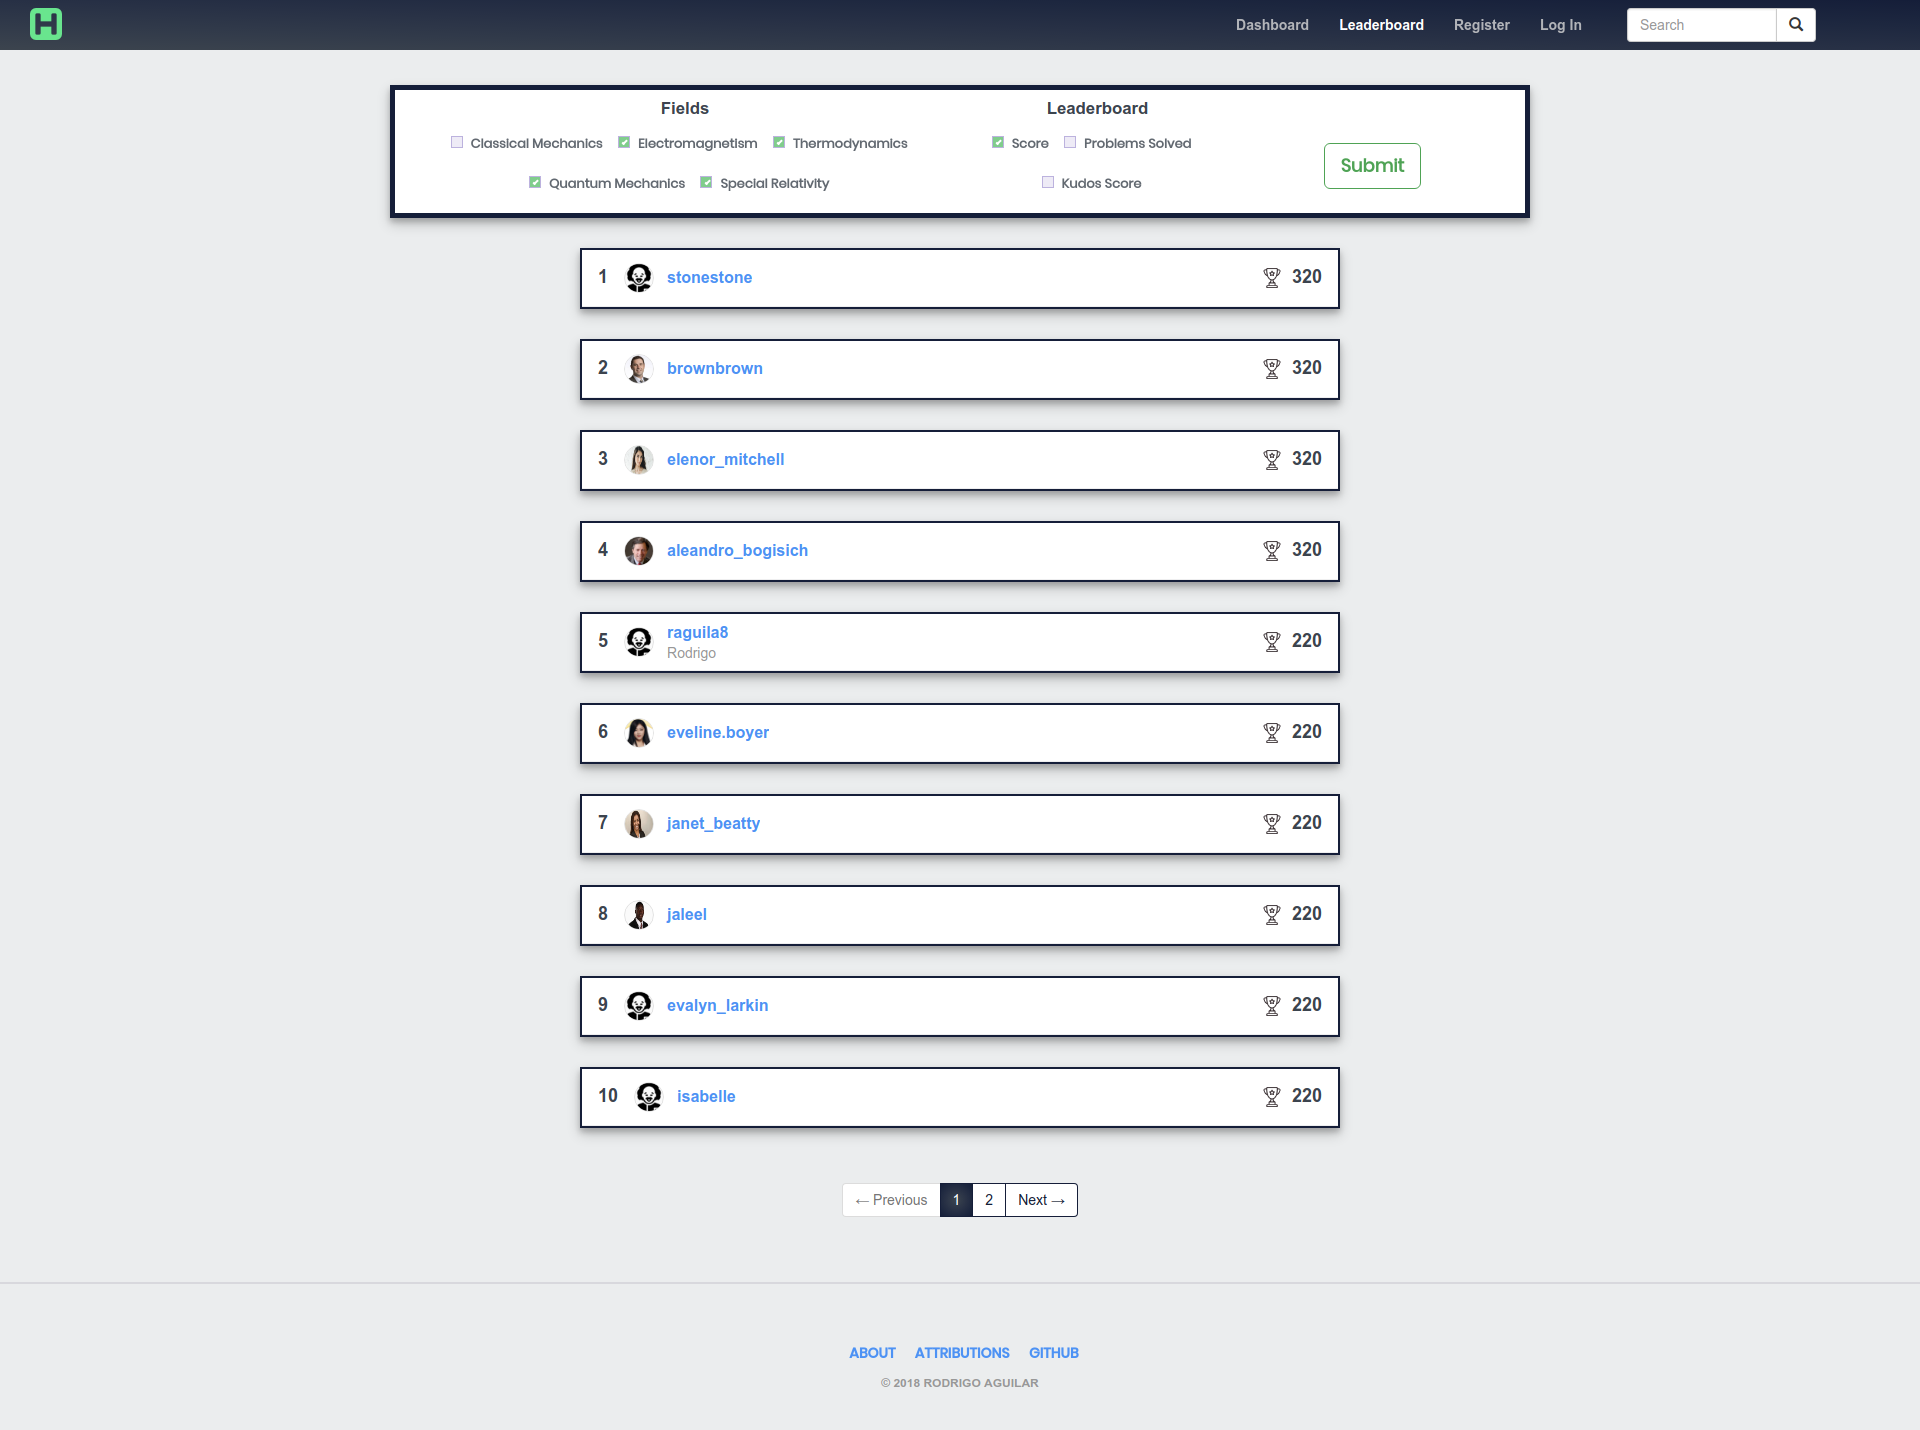 H
Dashboard Leaderboard Register Log In Search
Fields Leaderboard
Classical Mechanics Electromagnetism Thermodynamics Score Problems Solved
Submit
Quantum Mechanics Special Relativity Kudos Score
1 stonestone 320
2 brownbrown 320
3 elenor_mitchell 320
4 aleandro_bogisich 320
5 raguila8 220
Rodrigo
6 eveline.boyer 220
7 janet_beatty 220
8 jaleel 220
9 evalyn_larkin 220
10 isabelle 220
← Previous 1 2 Next →
ABOUT ATTRIBUTIONS GITHUB
© 2018 RODRIGO AGUILAR